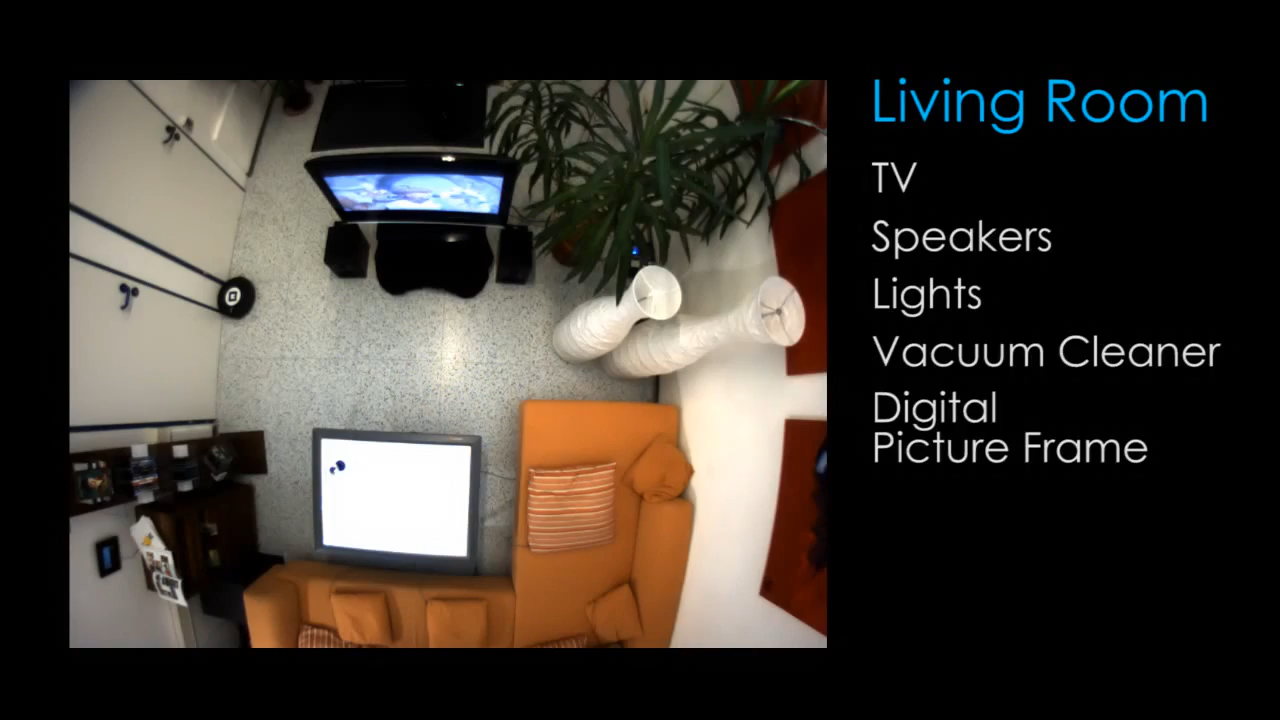 Living Room
TV
Speakers
Lights
Vacuum Cleaner
Digital
Picture Frame